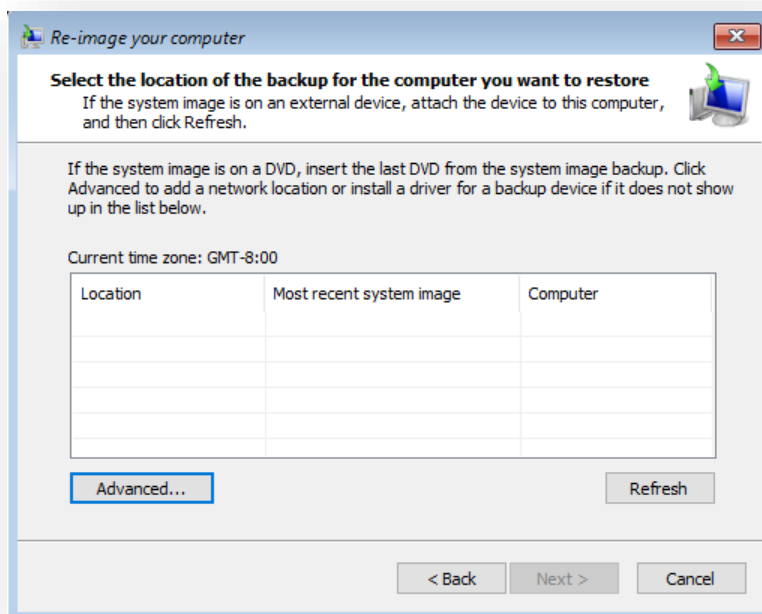 Re-image your computer
Select the location of the backup for the computer you want to restore
If the system image is on an external device, attach the device to this computer,
and then click Refresh.
If the system image is on a DVD, insert the last DVD from the system image backup. Click
Advanced to add a network location or install a driver for a backup device if it does not show
up in the list below.
Current time zone: GMT-8:00
Location Most recent system image Computer
Advanced... Refresh
< Back Next > Cancel